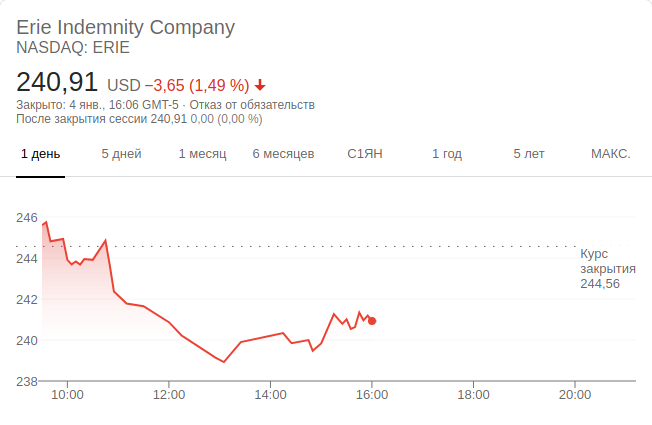 Erie Indemnity Company
NASDAQ: ERIE
240,91 USD −3,65 (1,49 %)
Закрыто: 4 янв., 16:06 GMT-5 · Отказ от обязательств
После закрытия сессии 240,91 0,00 (0,00 %)
1 день 5 дней 1 месяц 6 месяцев С1ЯН 1 год 5 лет МАКС.
246
Курс
закрытия
244,56
244
242
240
238
10:00 12:00 14:00 16:00 18:00 20:00